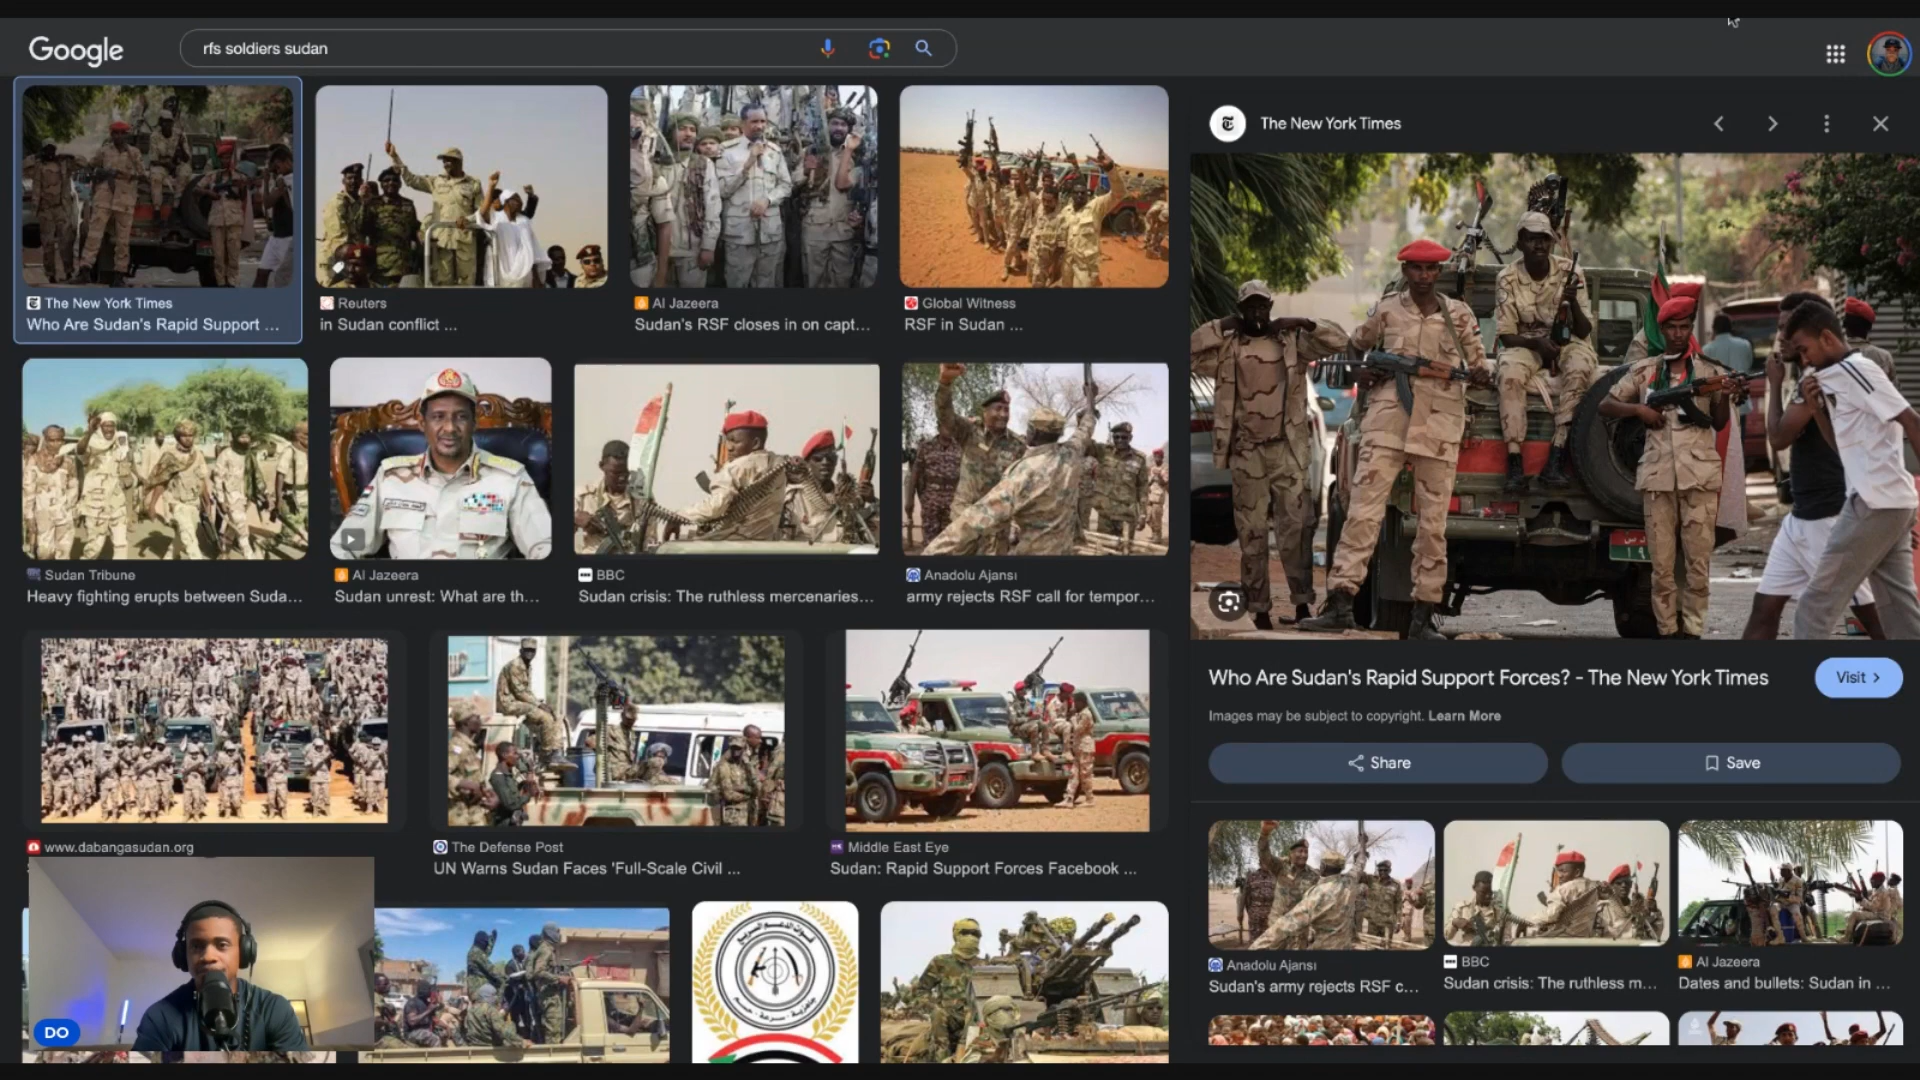 Google
rfs soldiers sudan
The New York Times
Who Are Sudan's Rapid Support ...
Reuters
in Sudan conflict ...
Al Jazeera
Sudan's RSF closes in on capt...
Global Witness
RSF in Sudan ...
Sudan Tribune
Heavy fighting erupts between Suda...
Al Jazeera
Sudan unrest: What are th...
BBC
Sudan crisis: The ruthless mercenaries...
Anadolu Ajansı
army rejects RSF call for tempor...
www.dabangasudan.org
The Defense Post
UN Warns Sudan Faces 'Full-Scale Civil ...
Middle East Eye
Sudan: Rapid Support Forces Facebook ...
قوات الدعم السريع
جاهزية - سرعة - حسم
DO
The New York Times
Who Are Sudan's Rapid Support Forces? - The New York Times
Visit
Images may be subject to copyright. Learn More
Share
Save
Anadolu Ajansı
Sudan's army rejects RSF c...
BBC
Sudan crisis: The ruthless m...
Al Jazeera
Dates and bullets: Sudan in ...